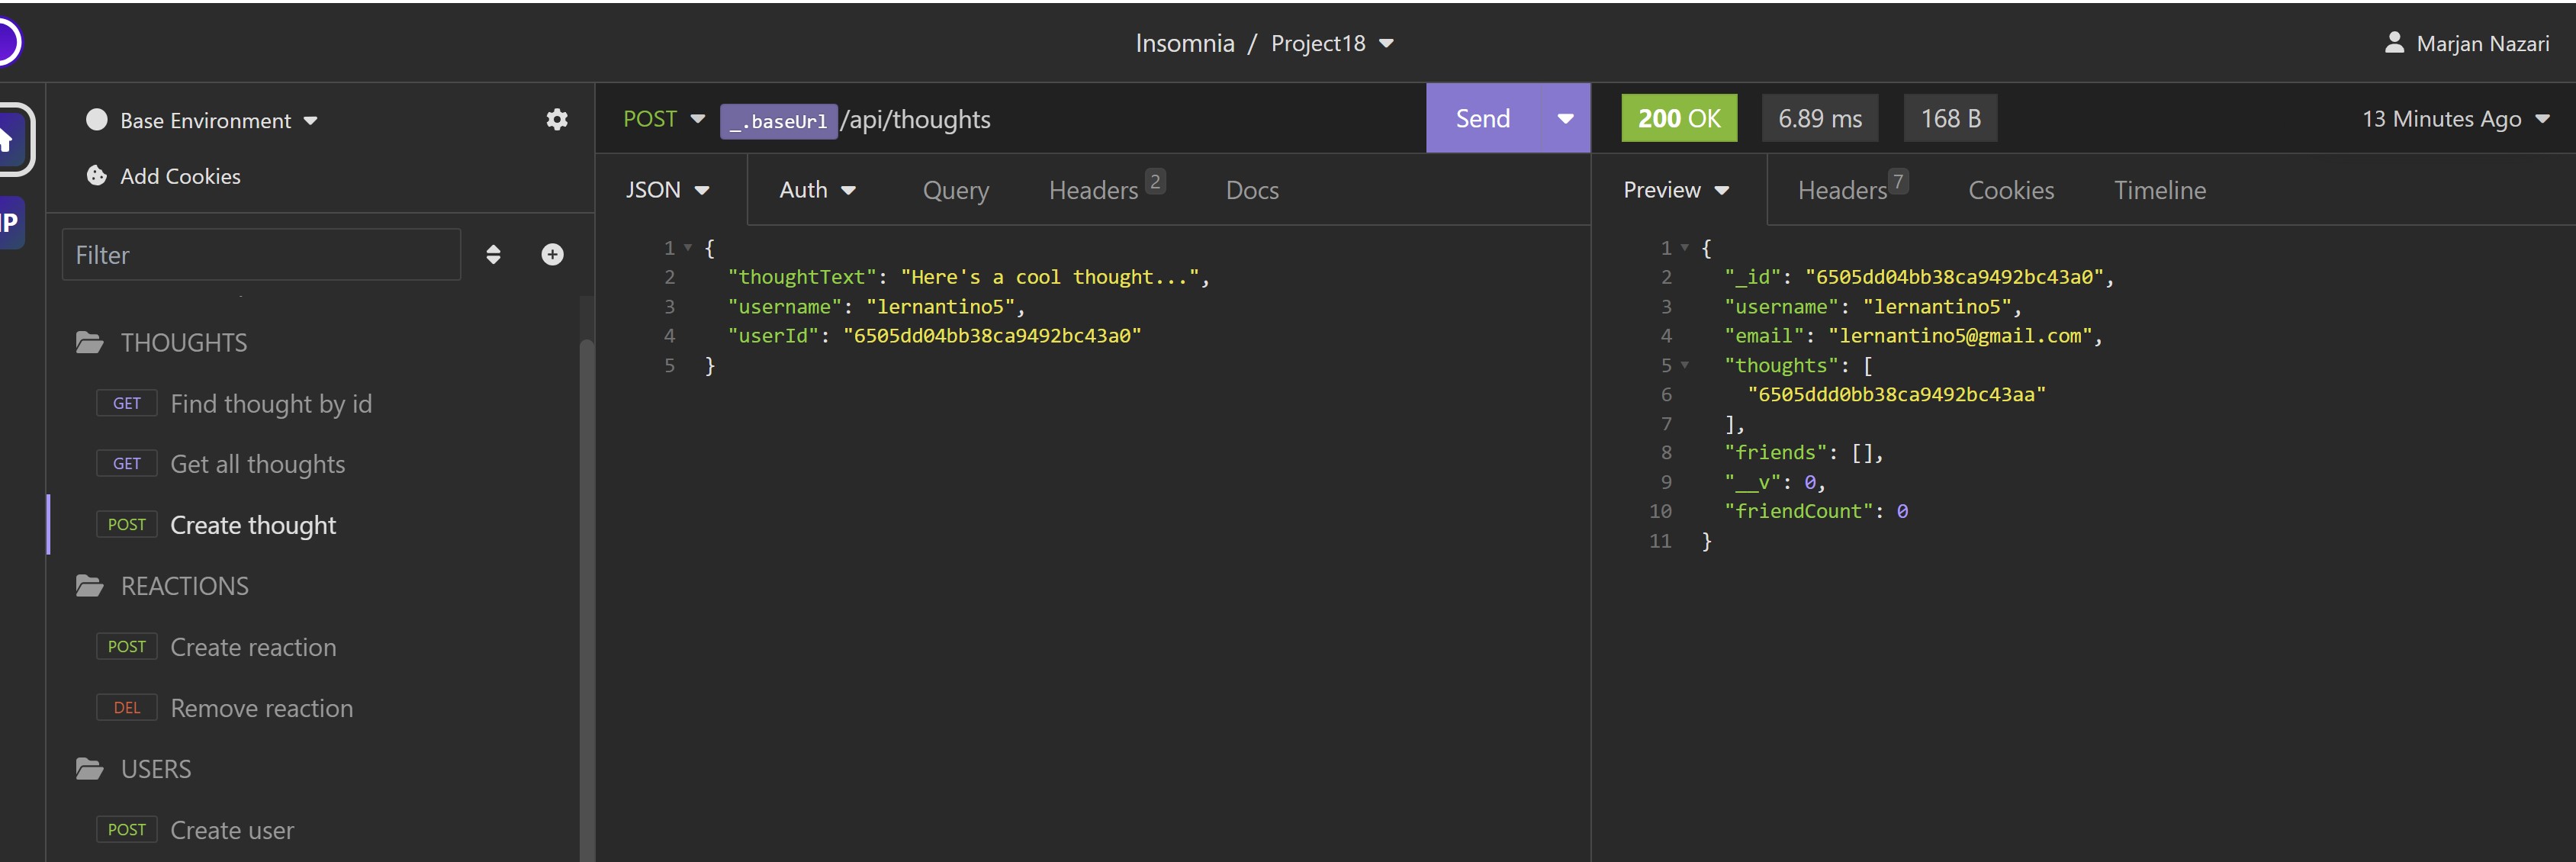 Insomnia / Project18
Marjan Nazari
Base Environment
Add Cookies
Filter
THOUGHTS
GET Find thought by id
GET Get all thoughts
POST Create thought
REACTIONS
POST Create reaction
DEL Remove reaction
USERS
POST Create user
POST _.baseUrl /api/thoughts
Send
JSON Auth Query Headers 2 Docs
1 {
2 "thoughtText": "Here's a cool thought...",
3 "username": "lernantino5",
4 "userId": "6505dd04bb38ca9492bc43a0"
5 }
200 OK 6.89 ms 168 B 13 Minutes Ago
Preview Headers 7 Cookies Timeline
1 {
2 "_id": "6505dd04bb38ca9492bc43a0",
3 "username": "lernantino5",
4 "email": "lernantino5@gmail.com",
5 "thoughts": [
6 "6505ddd0bb38ca9492bc43aa"
7 ],
8 "friends": [],
9 "__v": 0,
10 "friendCount": 0
11 }